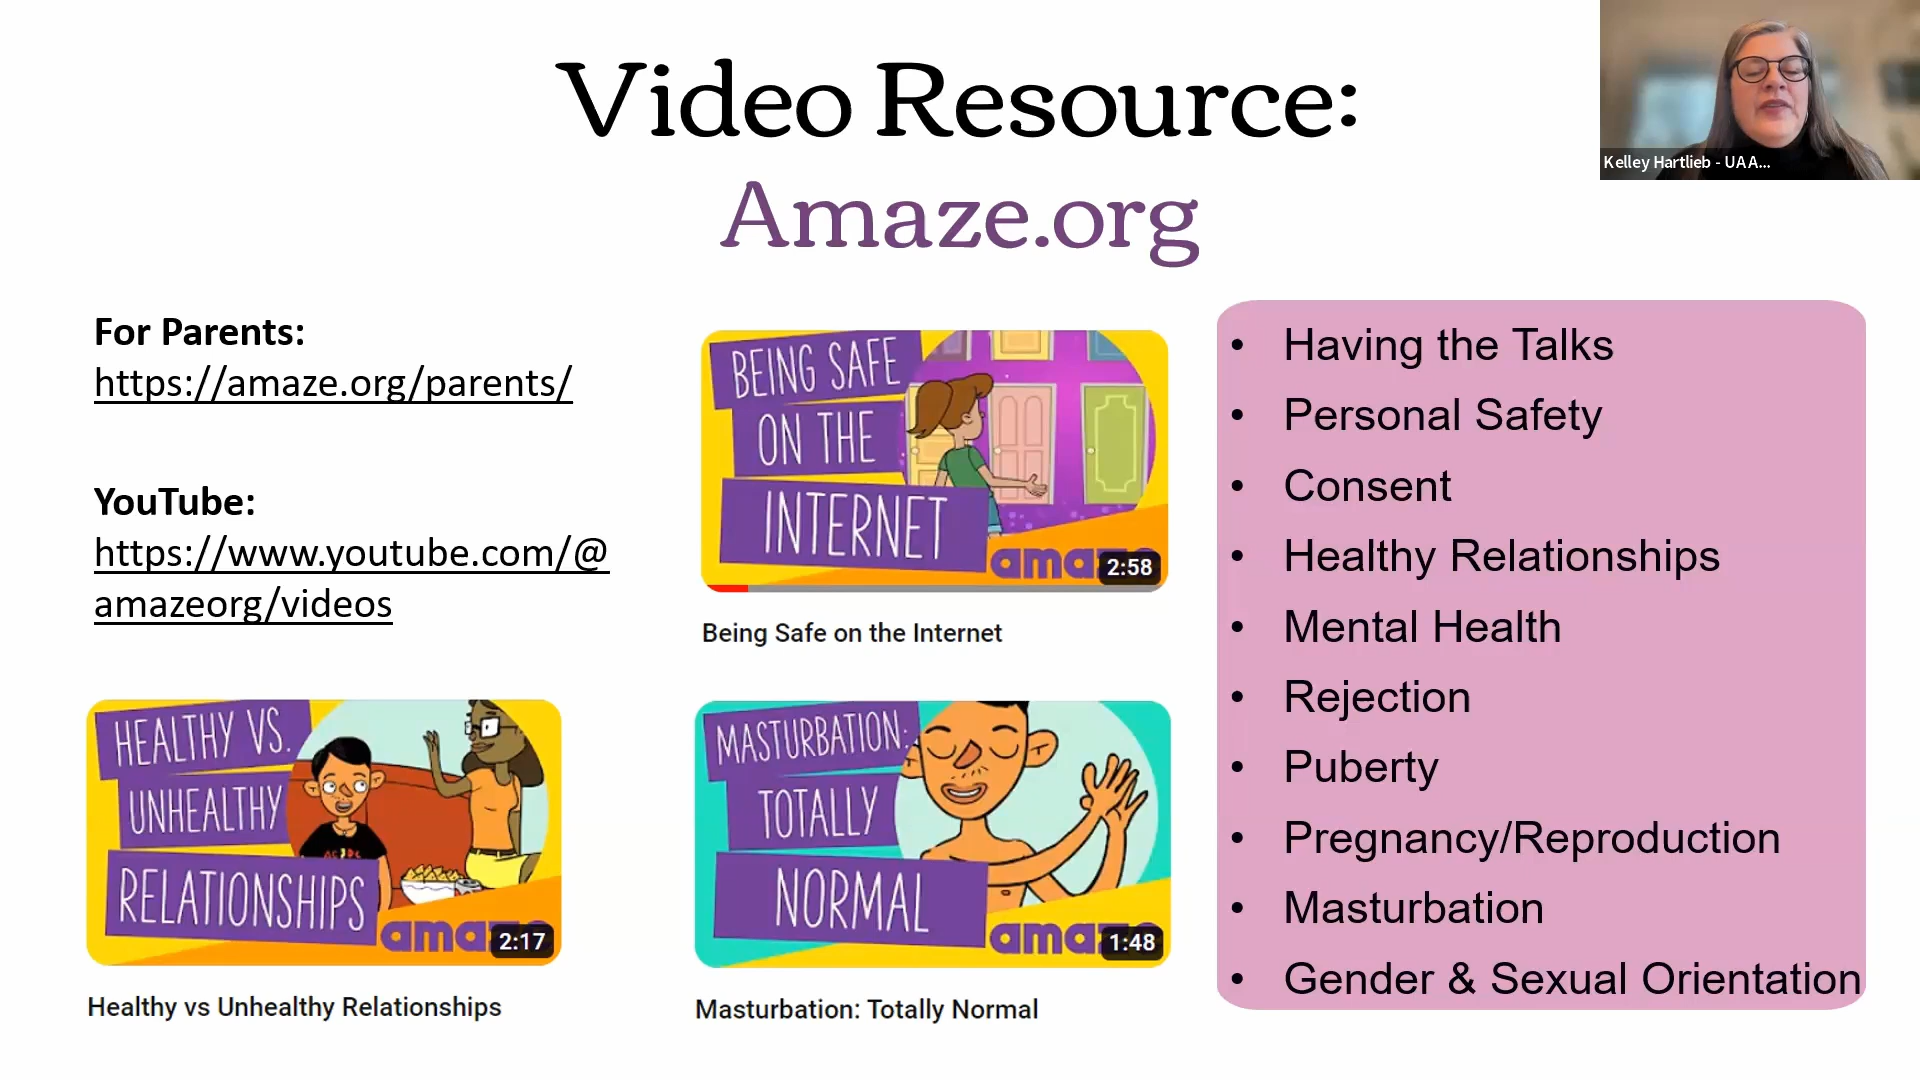 Video Resource:
Amaze.org
Kelley Hartlieb - UAA...
For Parents:
https://amaze.org/parents/
YouTube:
https://www.youtube.com/@
amazeorg/videos
BEING SAFE
ON THE
INTERNET
2:58
Being Safe on the Internet
HEALTHY VS.
UNHEALTHY
RELATIONSHIPS
AC/DC
2:17
Healthy vs Unhealthy Relationships
MASTURBATION:
TOTALLY
NORMAL
1:48
Masturbation: Totally Normal
• Having the Talks
• Personal Safety
• Consent
• Healthy Relationships
• Mental Health
• Rejection
• Puberty
• Pregnancy/Reproduction
• Masturbation
• Gender & Sexual Orientation